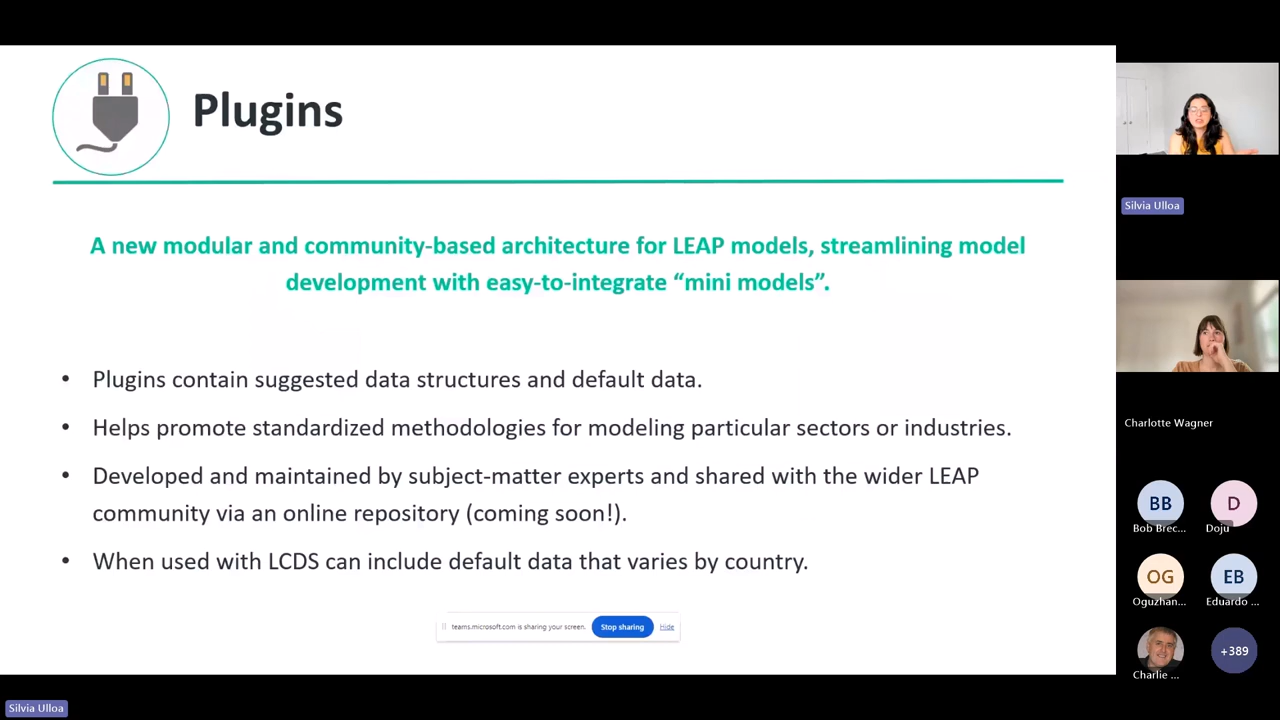 Plugins
A new modular and community-based architecture for LEAP models, streamlining model
development with easy-to-integrate “mini models”.
• Plugins contain suggested data structures and default data.
• Helps promote standardized methodologies for modeling particular sectors or industries.
• Developed and maintained by subject-matter experts and shared with the wider LEAP
community via an online repository (coming soon!).
• When used with LCDS can include default data that varies by country.
teams.microsoft.com is sharing your screen.
Stop sharing
Hide
Silvia Ulloa
Silvia Ulloa
Charlotte Wagner
BB
Bob Brec...
D
Doju
OG
Oguzhan...
EB
Eduardo ...
Charlie ...
+389